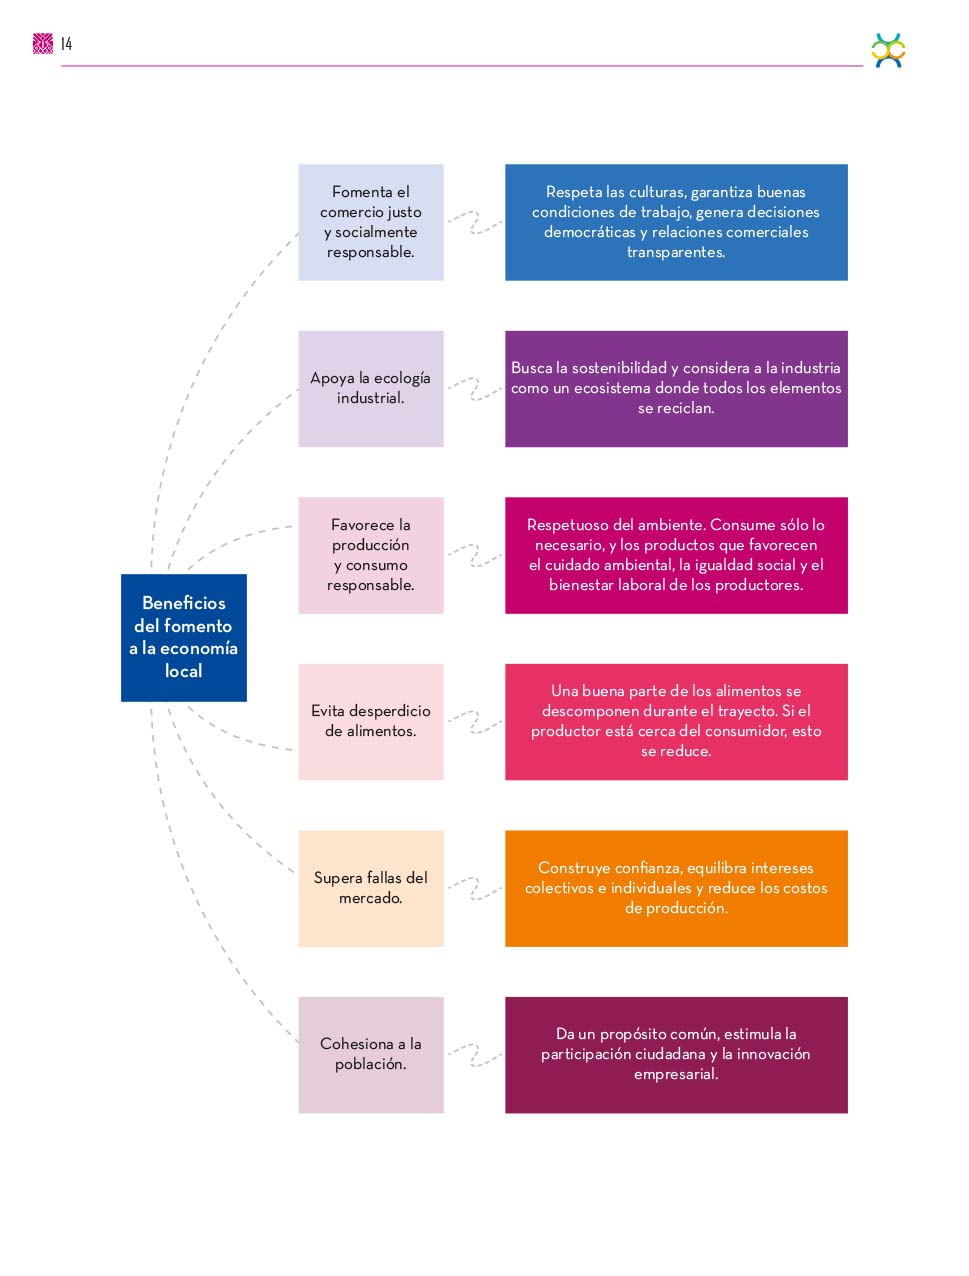 14
Fomenta el
comercio justo
y socialmente
responsable.
Respeta las culturas, garantiza buenas
condiciones de trabajo, genera decisiones
democráticas y relaciones comerciales
transparentes.
Apoya la ecología
industrial.
Busca la sostenibilidad y considera a la industria
como un ecosistema donde todos los elementos
se reciclan.
Favorece la
producción
y consumo
responsable.
Respetuoso del ambiente. Consume sólo lo
necesario, y los productos que favorecen
el cuidado ambiental, la igualdad social y el
bienestar laboral de los productores.
Beneficios
del fomento
a la economía
local
Evita desperdicio
de alimentos.
Una buena parte de los alimentos se
descomponen durante el trayecto. Si el
productor está cerca del consumidor, esto
se reduce.
Supera fallas del
mercado.
Construye confianza, equilibra intereses
colectivos e individuales y reduce los costos
de producción.
Cohesiona a la
población.
Da un propósito común, estimula la
participación ciudadana y la innovación
empresarial.